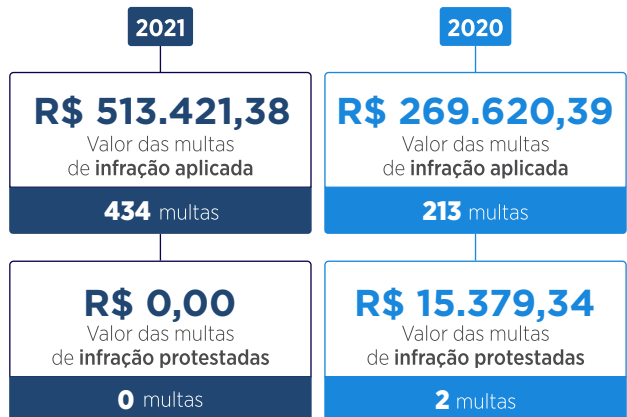 2021
R$ 513.421,38
Valor das multas
de infração aplicada
434 multas
R$ 0,00
Valor das multas
de infração protestadas
0 multas
2020
R$ 269.620,39
Valor das multas
de infração aplicada
213 multas
R$ 15.379,34
Valor das multas
de infração protestadas
2 multas